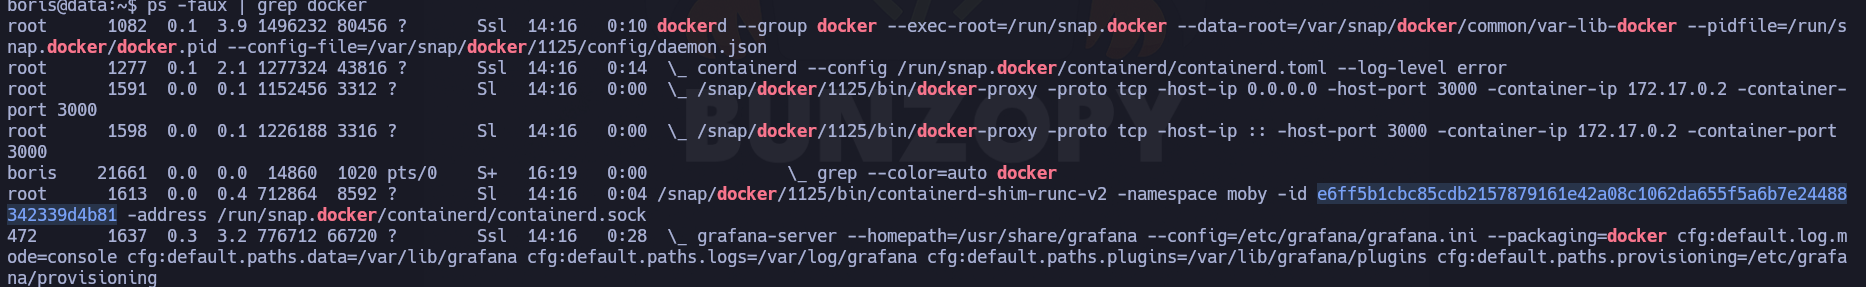 boris@data:~$ ps -faux | grep docker
root      1082  0.1  3.9 1496232 80456 ?       Ssl  14:16   0:10 dockerd --group docker --exec-root=/run/snap.docker --data-root=/var/snap/docker/common/var-lib-docker --pidfile=/run/s
nap.docker/docker.pid --config-file=/var/snap/docker/1125/config/daemon.json
root      1277  0.1  2.1 1277324 43816 ?       Ssl  14:16   0:14  \_ containerd --config /run/snap.docker/containerd/containerd.toml --log-level error
root      1591  0.0  0.1 1152456 3312 ?        Sl   14:16   0:00  \_ /snap/docker/1125/bin/docker-proxy -proto tcp -host-ip 0.0.0.0 -host-port 3000 -container-ip 172.17.0.2 -container-
port 3000
root      1598  0.0  0.1 1226188 3316 ?        Sl   14:16   0:00  \_ /snap/docker/1125/bin/docker-proxy -proto tcp -host-ip :: -host-port 3000 -container-ip 172.17.0.2 -container-port
3000
boris    21661  0.0  0.0  14860  1020 pts/0    S+   16:19   0:00              \_ grep --color=auto docker
root      1613  0.0  0.4 712864  8592 ?        Sl   14:16   0:04 /snap/docker/1125/bin/containerd-shim-runc-v2 -namespace moby -id e6ff5b1cbc85cdb2157879161e42a08c1062da655f5a6b7e24488
342339d4b81 -address /run/snap.docker/containerd/containerd.sock
472       1637  0.3  3.2 776712 66720 ?        Ssl  14:16   0:28  \_ grafana-server --homepath=/usr/share/grafana --config=/etc/grafana/grafana.ini --packaging=docker cfg:default.log.m
ode=console cfg:default.paths.data=/var/lib/grafana cfg:default.paths.logs=/var/log/grafana cfg:default.paths.plugins=/var/lib/grafana/plugins cfg:default.paths.provisioning=/etc/grafa
na/provisioning
BUNZOPY